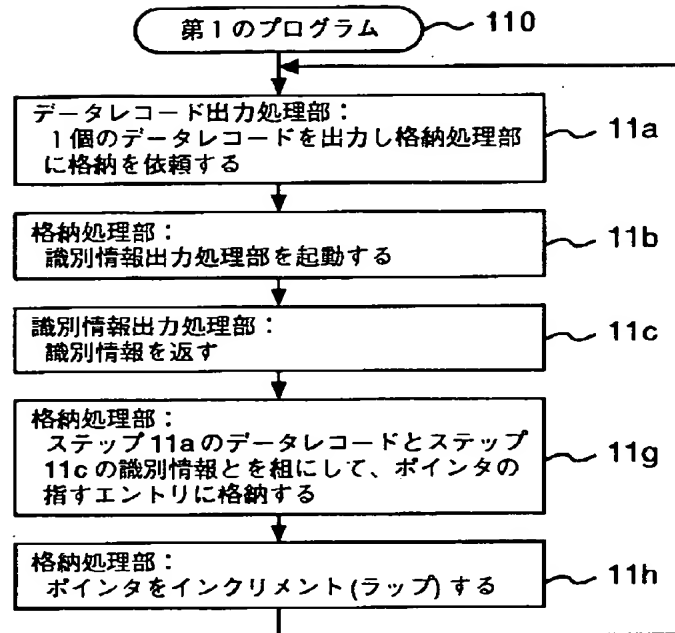 第1のプログラム
110
データレコード出力処理部：
1個のデータレコードを出力し格納処理部
に格納を依頼する
11a
格納処理部：
識別情報出力処理部を起動する
11b
識別情報出力処理部：
識別情報を返す
11c
格納処理部：
ステップ11aのデータレコードとステップ
11cの識別情報とを組にして、ポインタの
指すエントリに格納する
11g
格納処理部：
ポインタをインクリメント(ラップ)する
11h